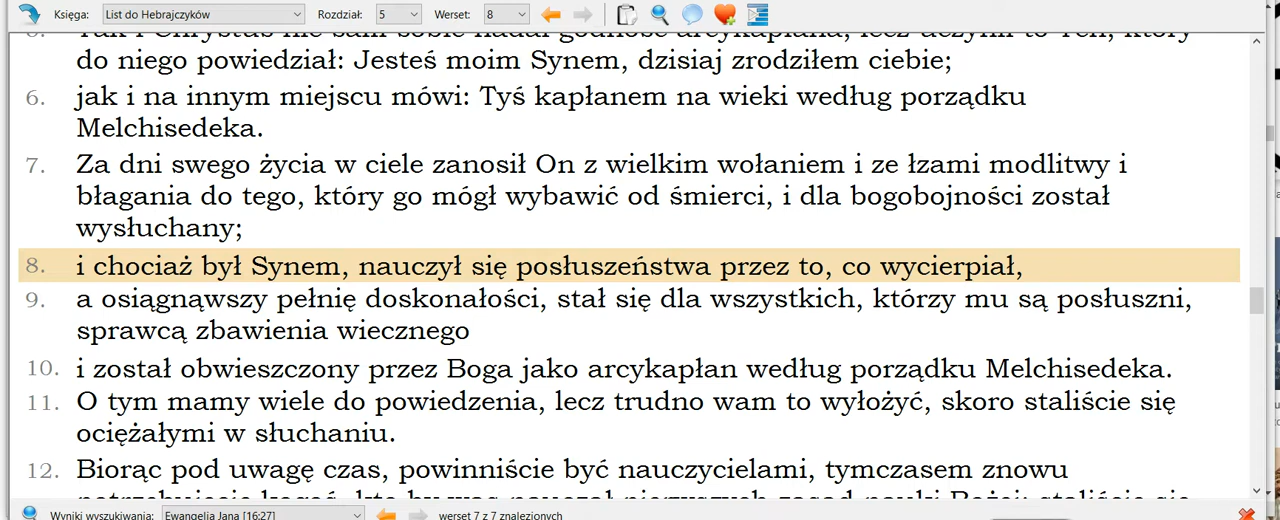 Księga: List do Hebrajczyków Rozdział: 5 Werset: 8
do niego powiedział: Jesteś moim Synem, dzisiaj zrodziłem ciebie;
6. jak i na innym miejscu mówi: Tyś kapłanem na wieki według porządku
Melchisedeka.
7. Za dni swego życia w ciele zanosił On z wielkim wołaniem i ze łzami modlitwy i
błagania do tego, który go mógł wybawić od śmierci, i dla bogobojności został
wysłuchany;
8. i chociaż był Synem, nauczył się posłuszeństwa przez to, co wycierpiał,
9. a osiągnąwszy pełnię doskonałości, stał się dla wszystkich, którzy mu są posłuszni,
sprawcą zbawienia wiecznego
10. i został obwieszczony przez Boga jako arcykapłan według porządku Melchisedeka.
11. O tym mamy wiele do powiedzenia, lecz trudno wam to wyłożyć, skoro staliście się
ociężałymi w słuchaniu.
12. Biorąc pod uwagę czas, powinniście być nauczycielami, tymczasem znowu
Wyniki wyszukiwania: Ewangelia Jana [16:27] werset 7 z 7 znalezionych